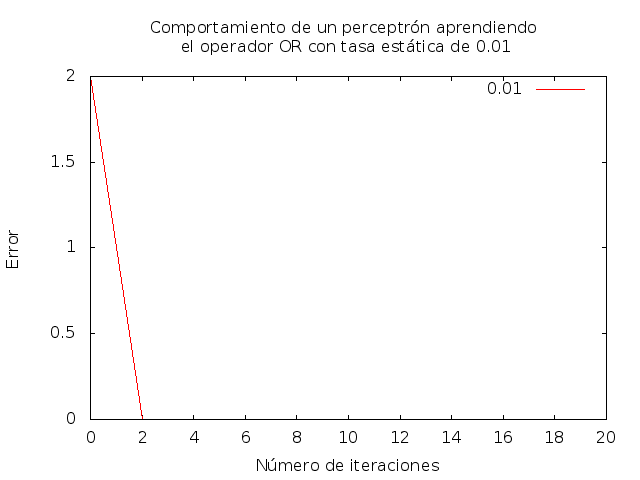 Comportamiento de un perceptrón aprendiendo
el operador OR con tasa estática de 0.01
0.01
2
1.5
1
0.5
0
Error
0 2 4 6 8 10 12 14 16 18 20
Número de iteraciones